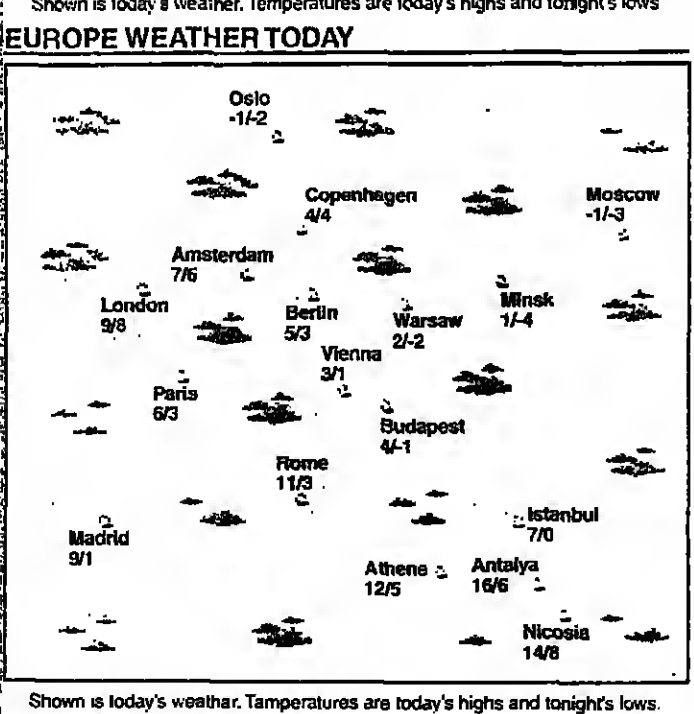 Shown is today's weather. Temperatures are today's highs and tonight's lows
EUROPE WEATHER TODAY
Oslo
-1/-2
Copenhagen
4/4
Moscow
-1/-3
Amsterdam
7/6
London
9/8
Berlin
5/3
Warsaw
2/-2
Minsk
1/-4
Vienna
3/1
Paris
6/3
Budapest
4/-1
Rome
11/3
Madrid
9/1
Istanbul
7/0
Athene
12/5
Antalya
16/6
Nicosia
14/8
Shown is loday's weathar. Tamperatures are today's highs and tonight's lows.